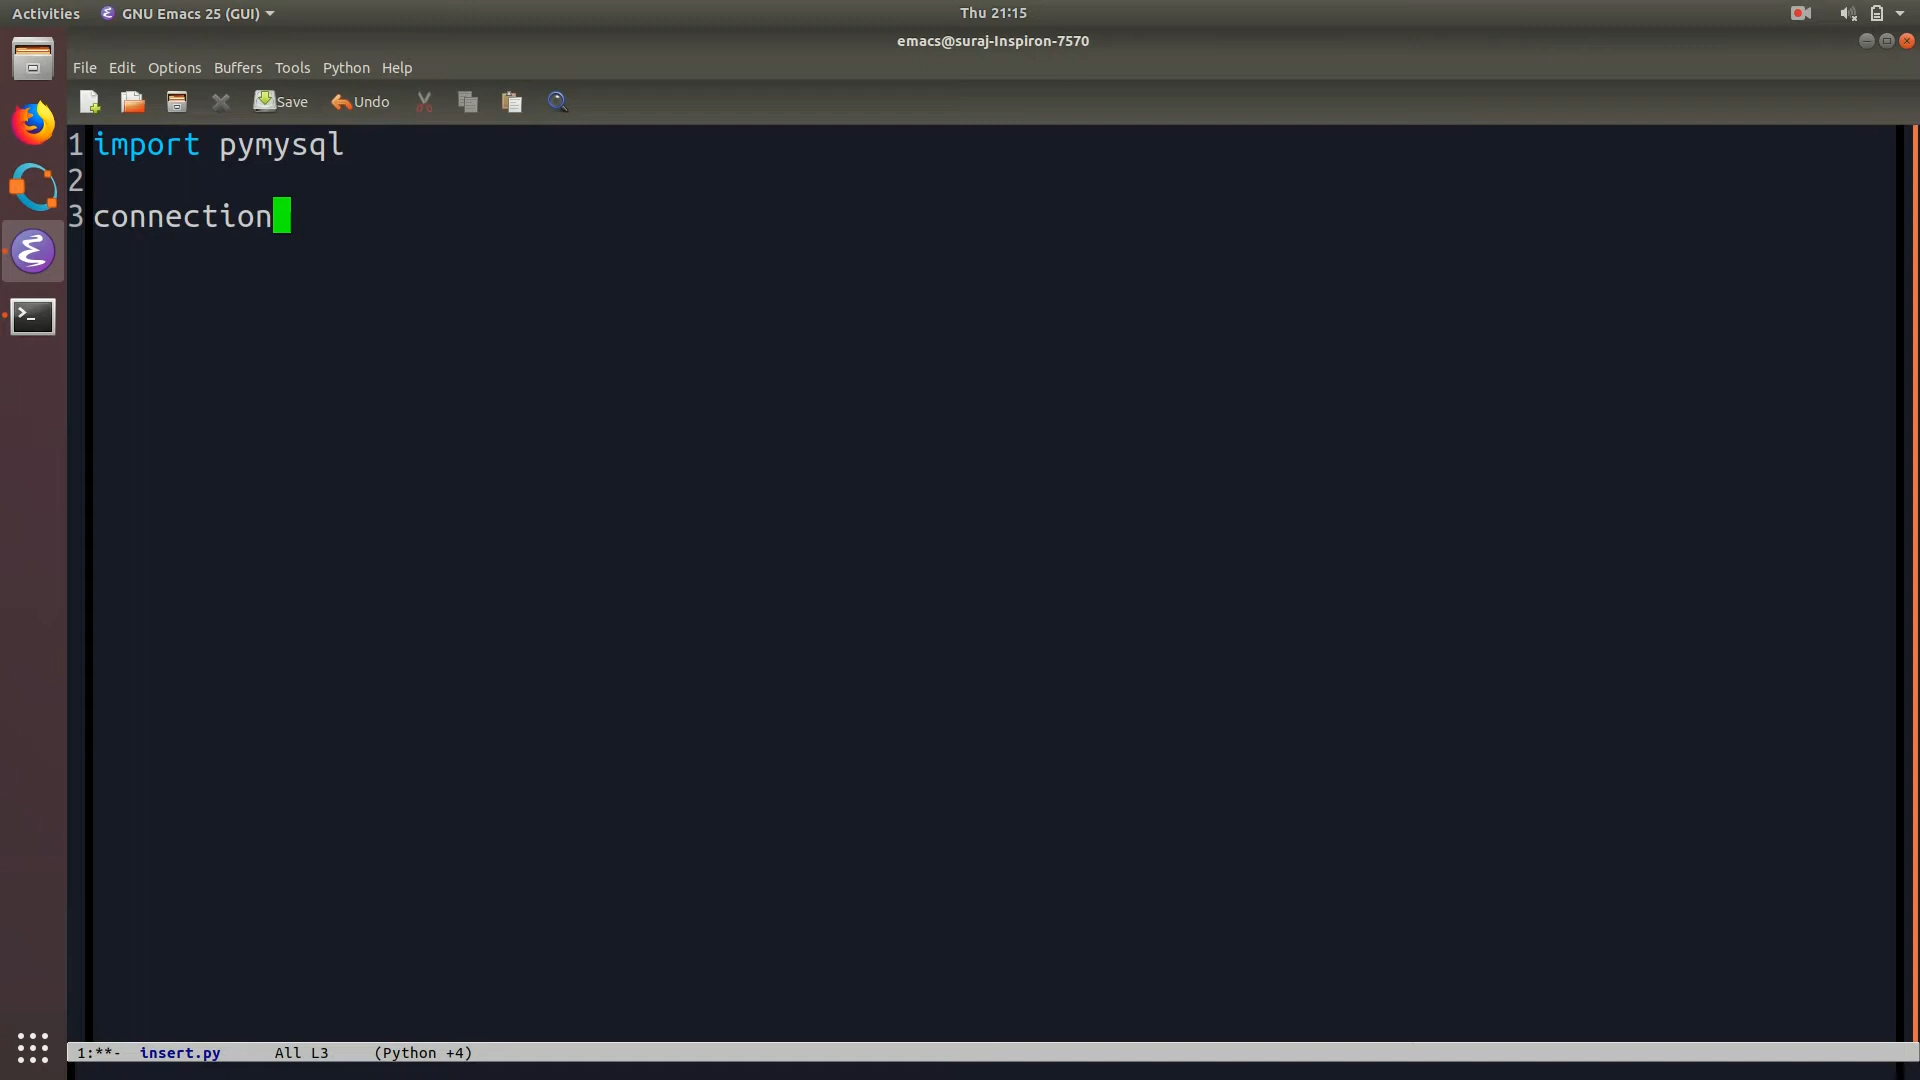 Activities GNU Emacs 25 (GUI) Thu 21:15
emacs@suraj-Inspiron-7570
File Edit Options Buffers Tools Python Help
Save Undo
1 import pymysql
2
3 connection
1:**- insert.py All L3 (Python +4)